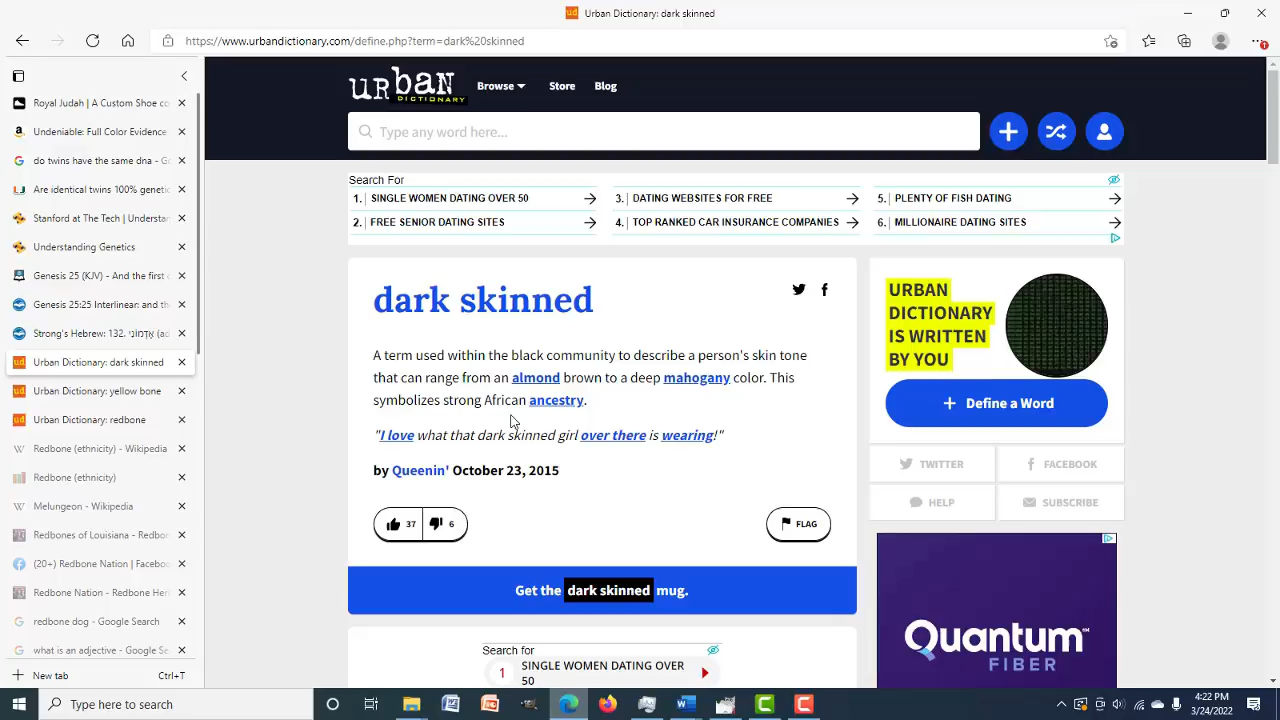 Urban Dictionary: dark skinned
https://www.urbandictionary.com/define.php?term=dark%20skinned
Royal Judah | A Custom Shoe co
Undeniable: Full Color Evidence
do twins have the same dna - Go
Are identical twins 100% genetic
Stanford at The Tech | Understan
Understanding Genetics
Genesis 25 (KJV) - And the first c
Genesis 25:25 Interlinear: and the
Strong's Hebrew: 132. אַדְמוֹנִי (ad
Urban Dictionary: dark skinned
Urban Dictionary: yellow bone
Urban Dictionary: redbone
Redbone (ethnicity) - Wikipedia
Redbone (ethnicity)
Melungeon - Wikipedia
Redbones of Louisiana - Redbon
(20+) Redbone Nation | Faceboo
Redbone Nation - Redbone Heri
redbone dog - Google Search
what is an adjective - Google Se
New tab Ctrl+T
urban DICTIONARY
Browse Store Blog
Type any word here...
Search For
1. SINGLE WOMEN DATING OVER 50
3. DATING WEBSITES FOR FREE
5. PLENTY OF FISH DATING
2. FREE SENIOR DATING SITES
4. TOP RANKED CAR INSURANCE COMPANIES
6. MILLIONAIRE DATING SITES
dark skinned
A term used within the black community to describe a person's skin tone
that can range from an almond brown to a deep mahogany color. This
symbolizes strong African ancestry.
"I love what that dark skinned girl over there is wearing!"
by Queenin' October 23, 2015
37 6
FLAG
Get the dark skinned mug.
Search for
1 SINGLE WOMEN DATING OVER
50
URBAN
DICTIONARY
IS WRITTEN
BY YOU
+ Define a Word
TWITTER FACEBOOK
HELP SUBSCRIBE
Quantum
FIBER
Type here to search
4:22 PM
3/24/2022